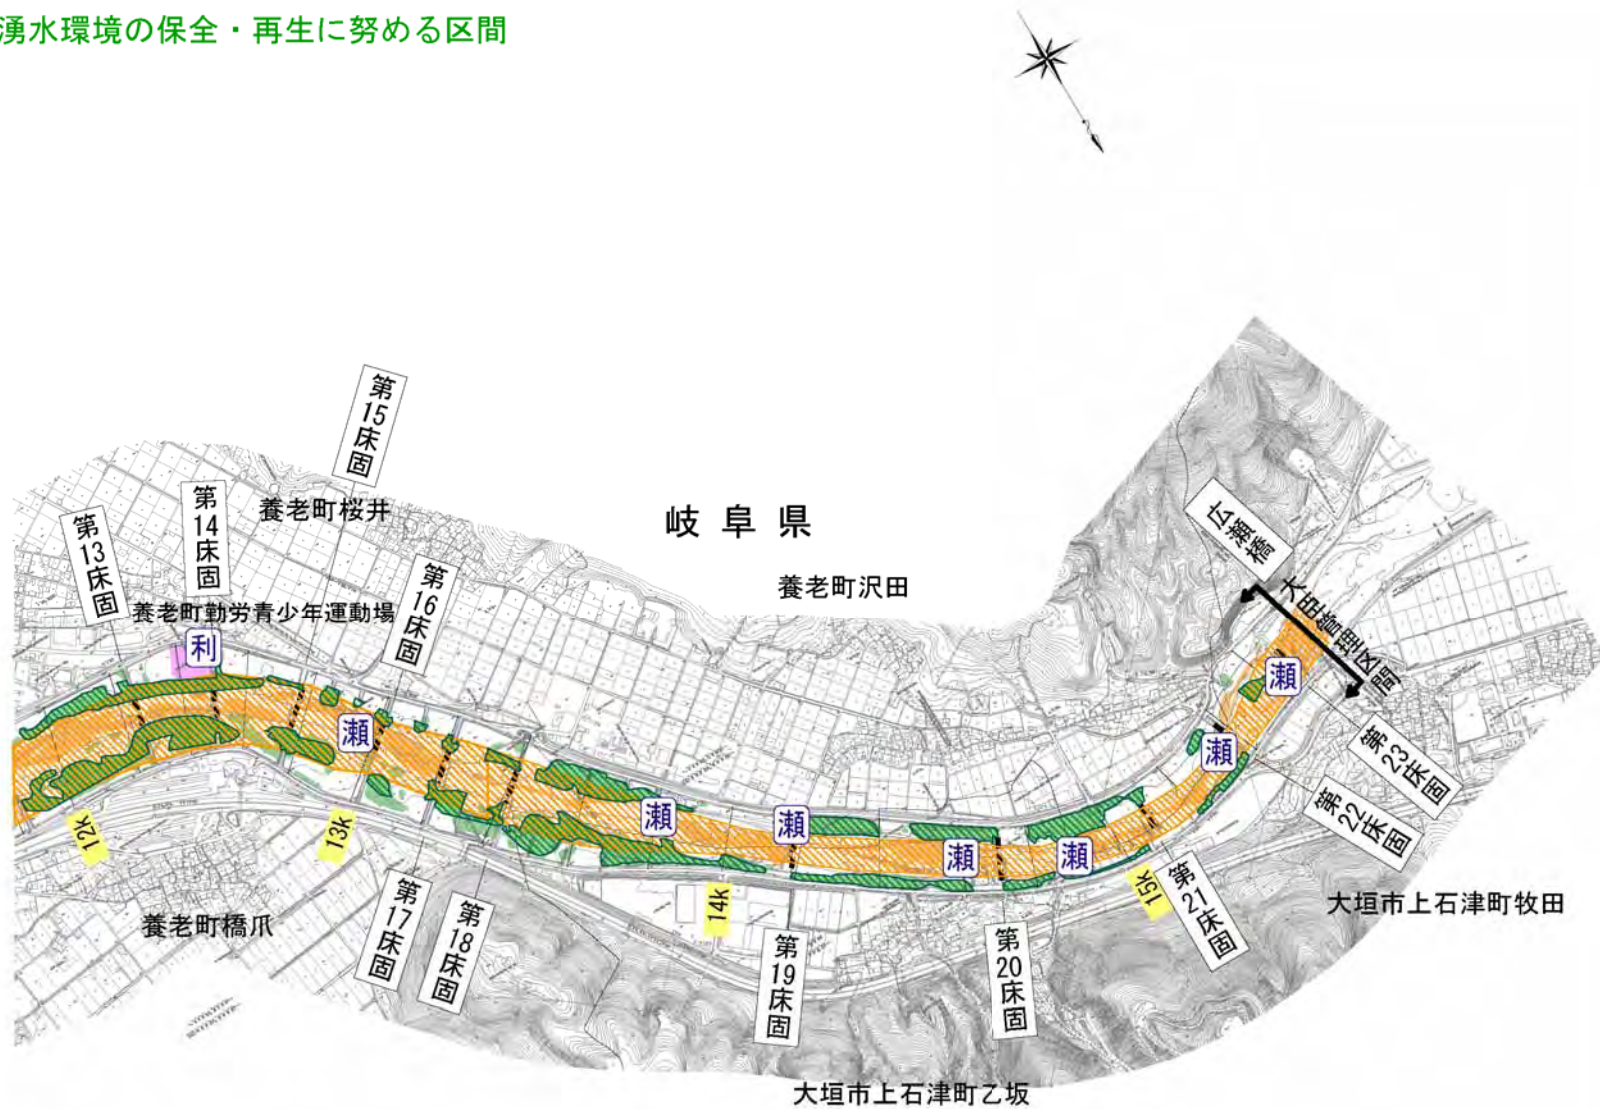 湧水環境の保全・再生に努める区間
第15床固
第14床固
養老町桜井
第13床固
岐阜県
広瀬橋
第16床固
養老町沢田
大臣管理区間
養老町勤労青少年運動場
利
瀬
瀬
瀬
瀬
瀬
瀬
瀬
第23床固
第22床固
12k
13k
14k
15k
第21床固
養老町橋爪
第17床固
第18床固
第19床固
第20床固
大垣市上石津町牧田
大垣市上石津町乙坂